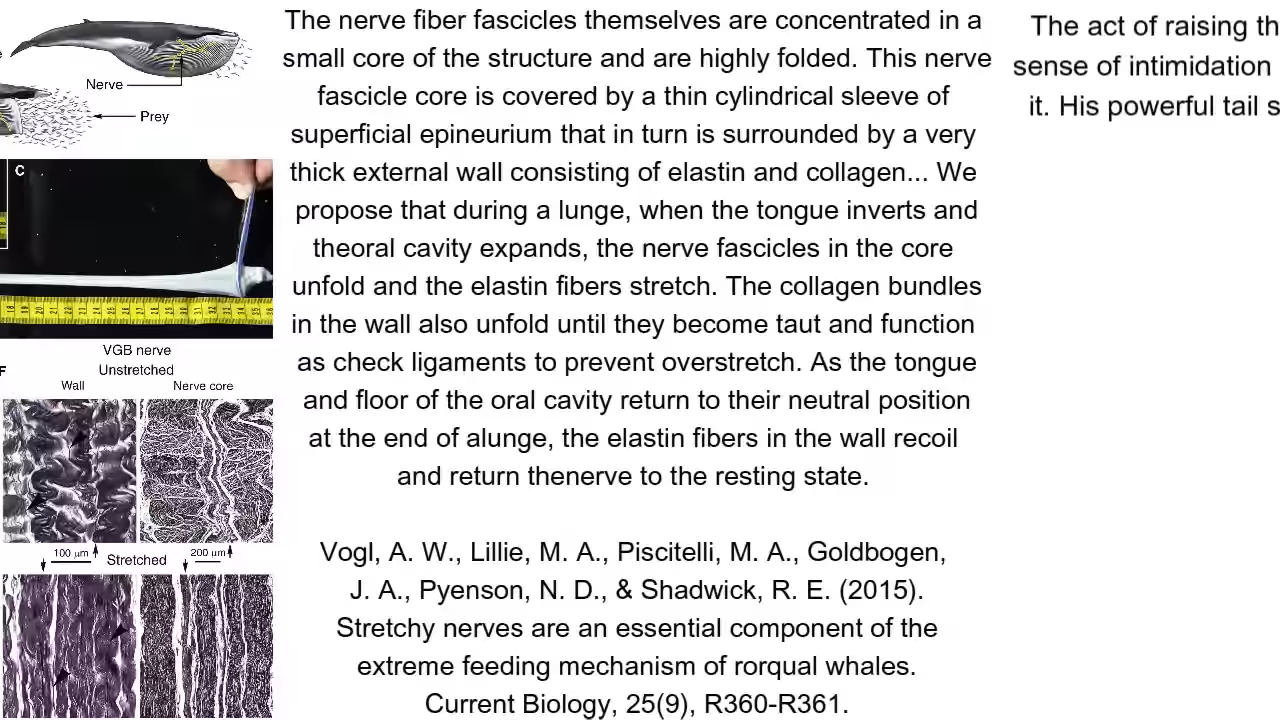 Nerve
Prey
C
VGB nerve
Unstretched
F
Wall
Nerve core
100 μm
Stretched
200 μm
The nerve fiber fascicles themselves are concentrated in a
small core of the structure and are highly folded. This nerve
fascicle core is covered by a thin cylindrical sleeve of
superficial epineurium that in turn is surrounded by a very
thick external wall consisting of elastin and collagen... We
propose that during a lunge, when the tongue inverts and
theoral cavity expands, the nerve fascicles in the core
unfold and the elastin fibers stretch. The collagen bundles
in the wall also unfold until they become taut and function
as check ligaments to prevent overstretch. As the tongue
and floor of the oral cavity return to their neutral position
at the end of alunge, the elastin fibers in the wall recoil
and return thenerve to the resting state.
Vogl, A. W., Lillie, M. A., Piscitelli, M. A., Goldbogen,
J. A., Pyenson, N. D., & Shadwick, R. E. (2015).
Stretchy nerves are an essential component of the
extreme feeding mechanism of rorqual whales.
Current Biology, 25(9), R360-R361.
The act of raising th
sense of intimidation
it. His powerful tail s